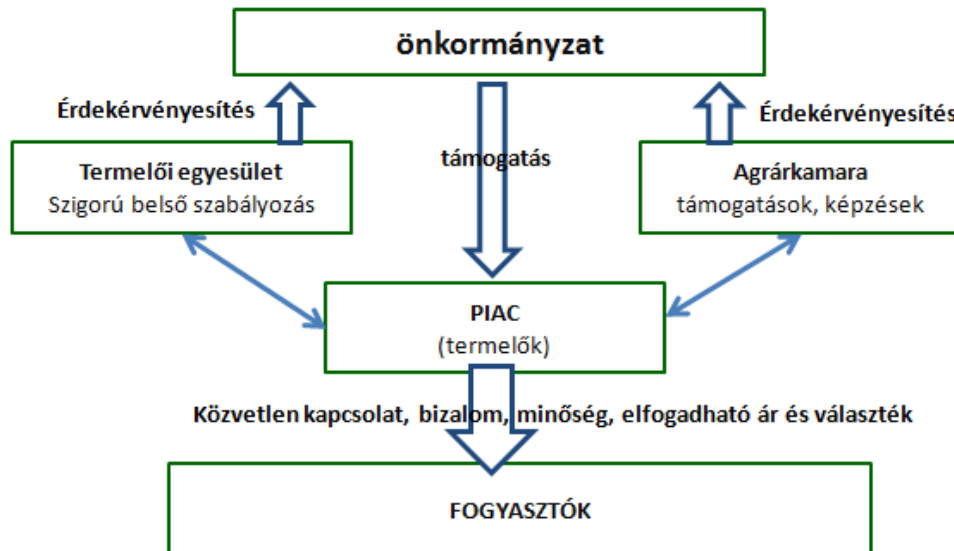 önkormányzat
Érdekérvényesítés
Érdekérvényesítés
Termelői egyesület
Szigorú belső szabályozás
támogatás
Agrárkamara
támogatások, képzések
PIAC
(termelők)
Közvetlen kapcsolat, bizalom, minőség, elfogadható ár és választék
FOGYASZTÓK